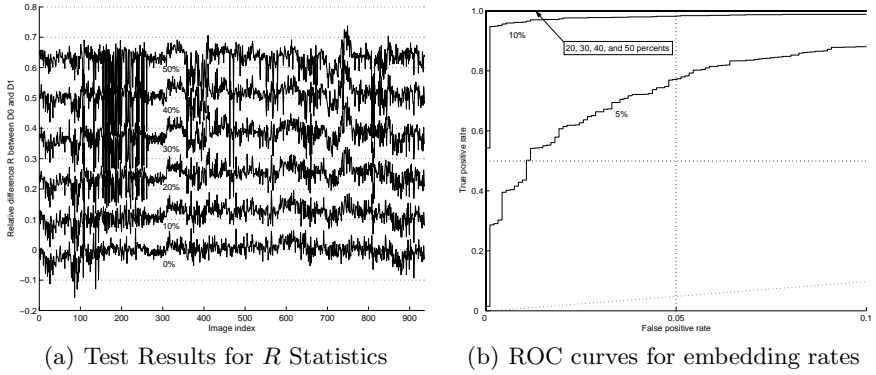 0.8
0.7
0.6
0.5
0.4
0.3
0.2
0.1
0
−0.1
−0.2
Relative difference R between D0 and D1
50%
40%
30%
20%
10%
0%
0 100 200 300 400 500 600 700 800 900
Image index
(a) Test Results for R Statistics
1.0
0.8
0.6
0.4
0.2
0
True positive rate
10%
20, 30, 40, and 50 percents
5%
0 0.05 0.1
False positive rate
(b) ROC curves for embedding rates